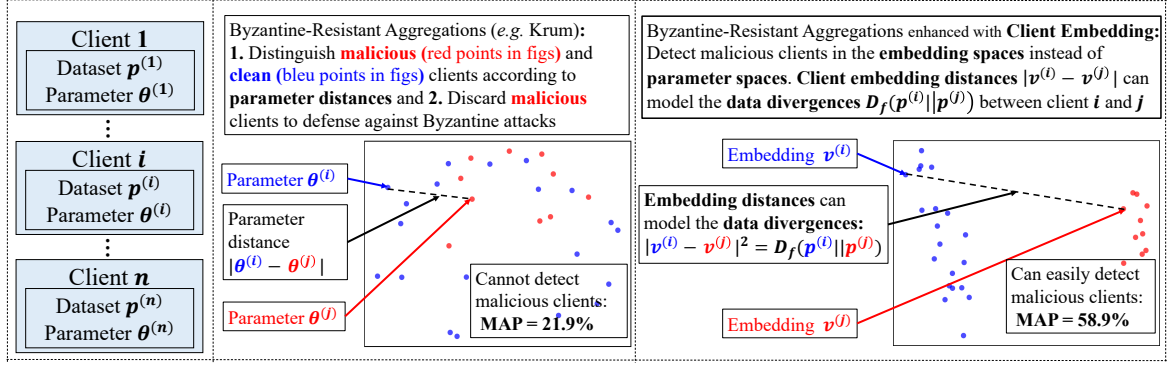 Client 1
Dataset p^(1)
Parameter θ^(1)
⋮
Client i
Dataset p^(i)
Parameter θ^(i)
⋮
Client n
Dataset p^(n)
Parameter θ^(n)
Byzantine-Resistant Aggregations (e.g. Krum):
1. Distinguish malicious (red points in figs) and
clean (bleu points in figs) clients according to
parameter distances and 2. Discard malicious
clients to defense against Byzantine attacks
Parameter θ^(i)
Parameter
distance
|θ^(i) − θ^(j)|
Parameter θ^(j)
Cannot detect
malicious clients:
MAP = 21.9%
Byzantine-Resistant Aggregations enhanced with Client Embedding:
Detect malicious clients in the embedding spaces instead of
parameter spaces. Client embedding distances |v^(i) − v^(j)| can
model the data divergences D_f(p^(i)||p^(j)) between client i and j
Embedding v^(i)
Embedding distances can
model the data divergences:
|v^(i) − v^(j)|^2 = D_f(p^(i)||p^(j))
Embedding v^(j)
Can easily detect
malicious clients:
MAP = 58.9%